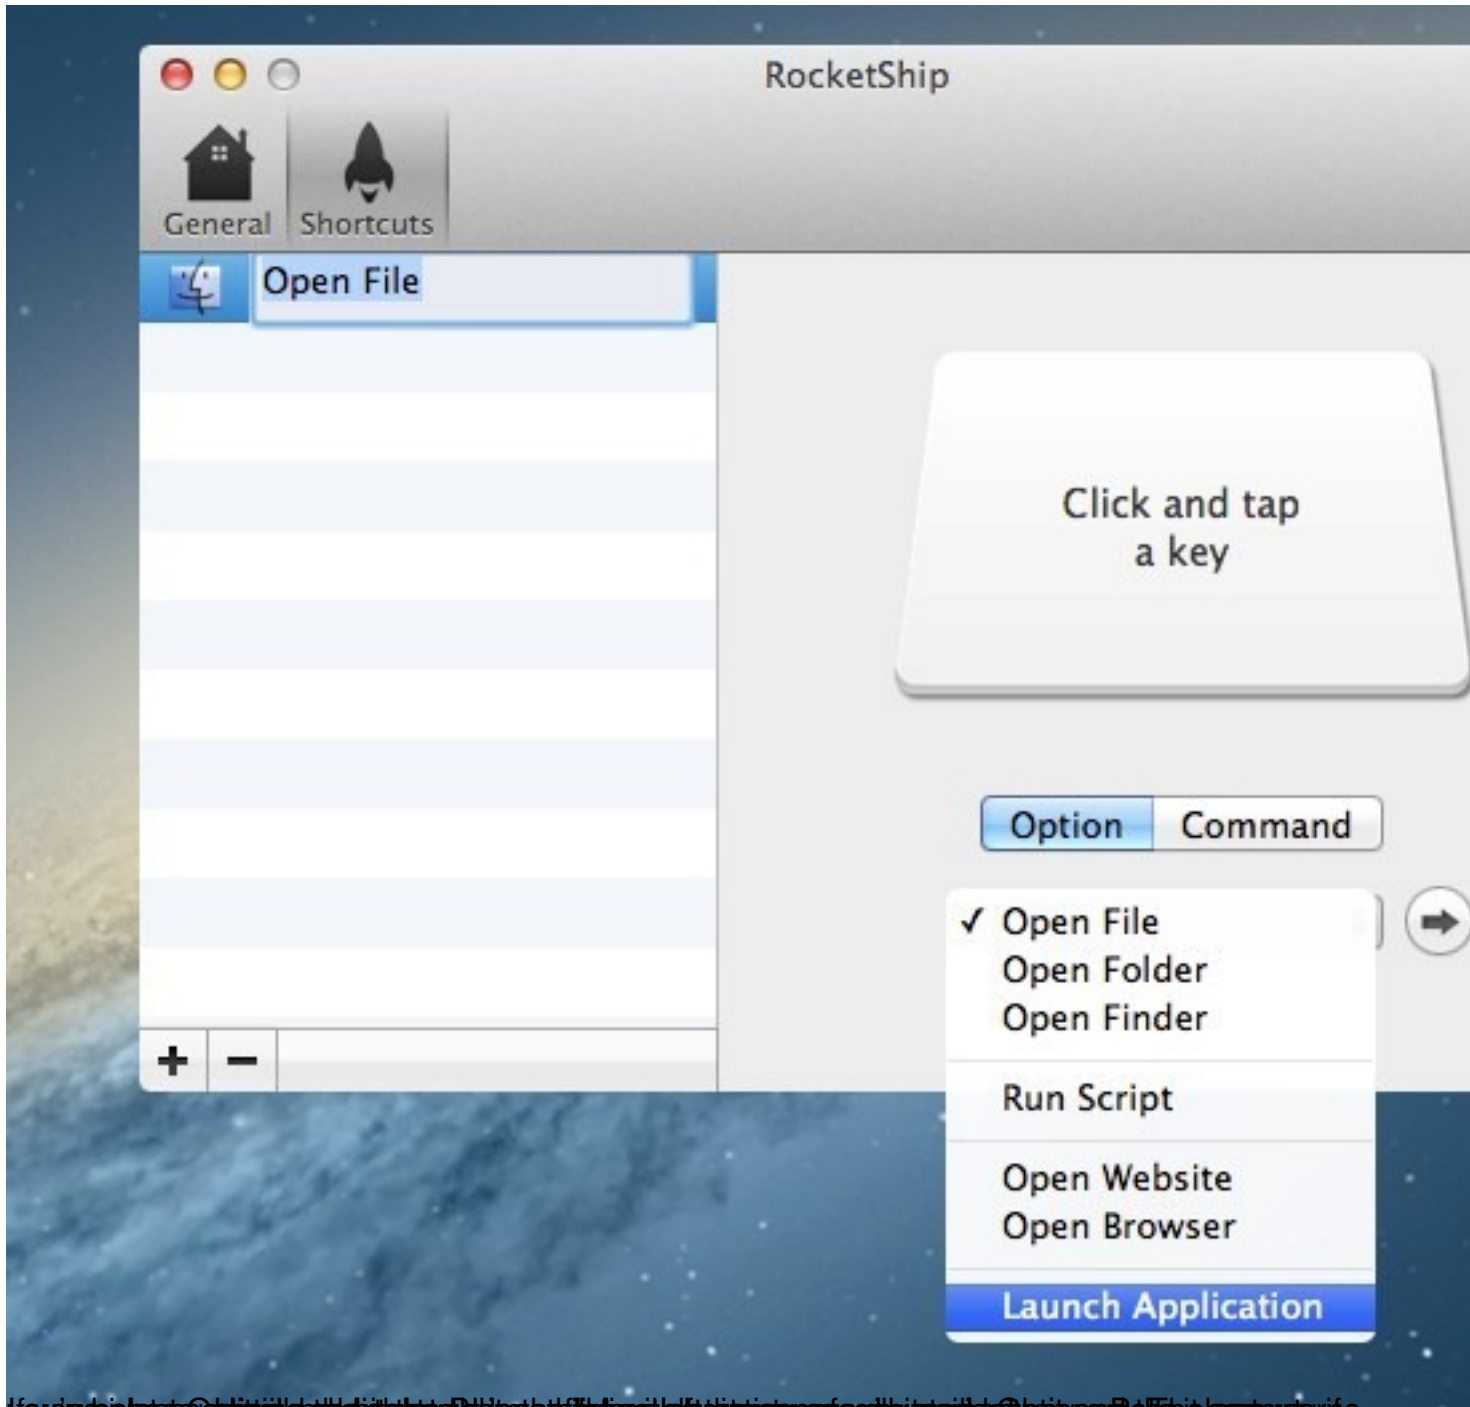 RocketShip
General Shortcuts
Open File
Click and tap
a key
Option Command
✓ Open File
Open Folder
Open Finder
Run Script
Open Website
Open Browser
Launch Application